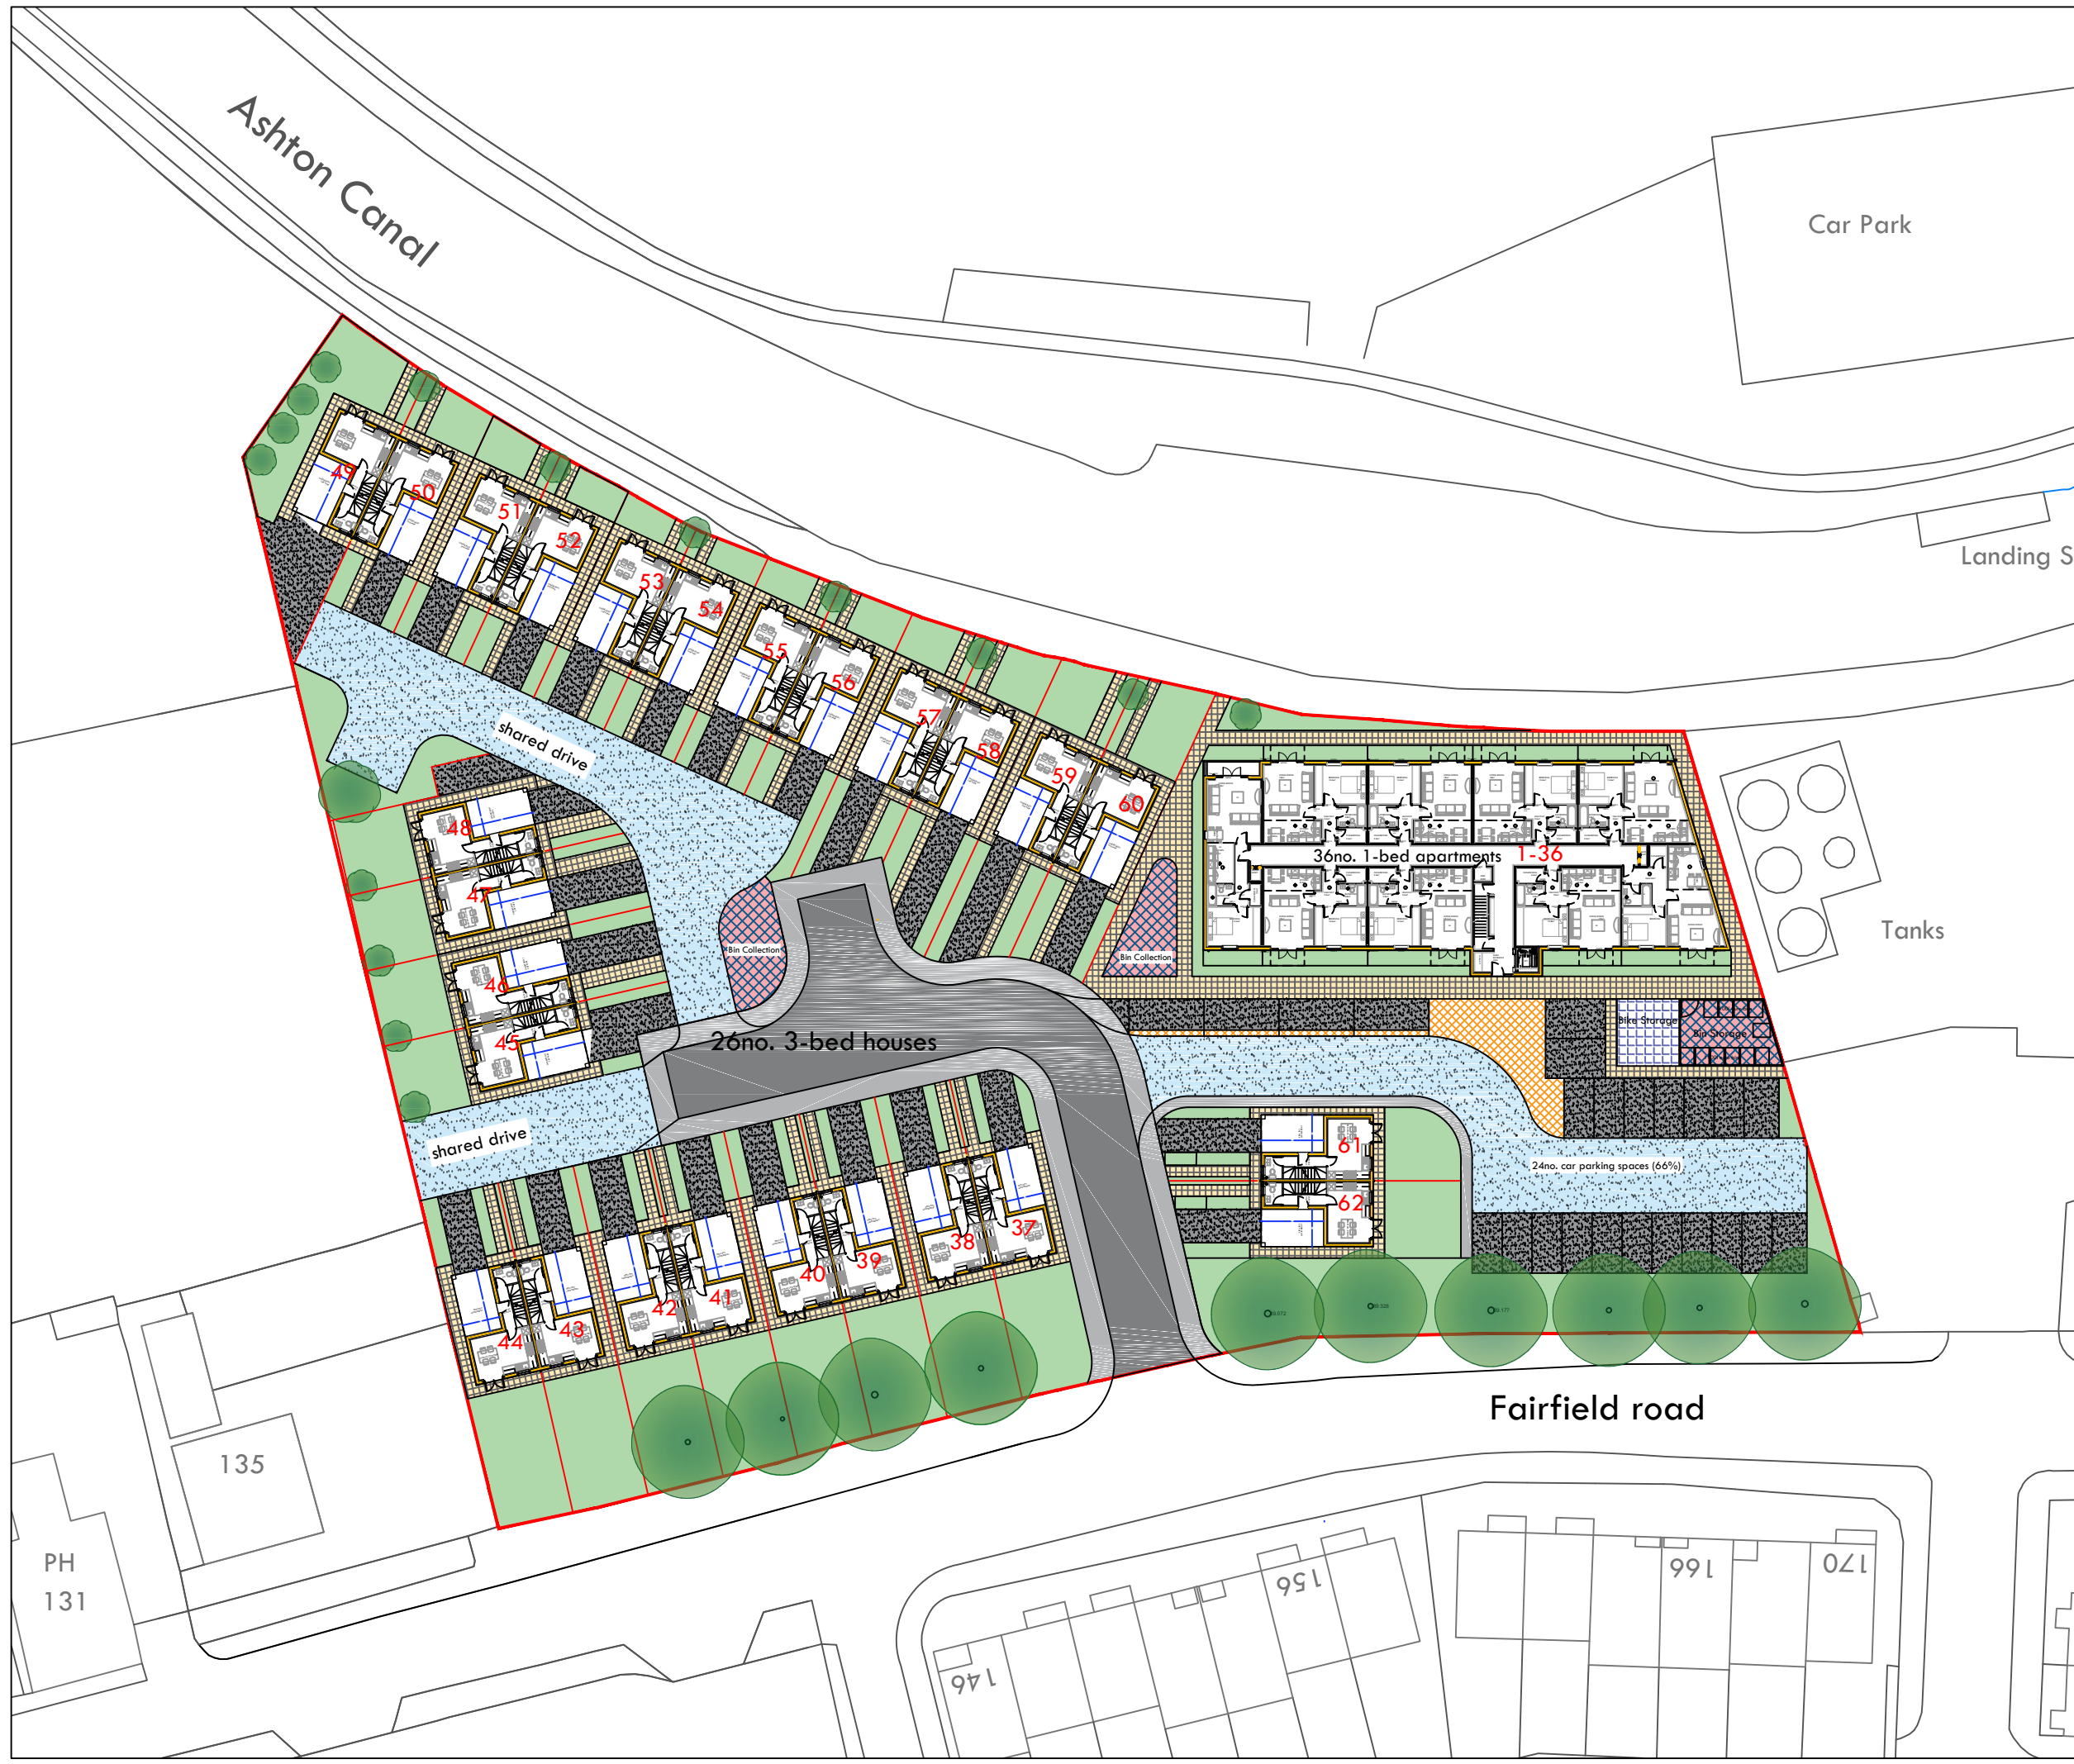 Ashton Canal
Car Park
Landing S
49
50
51
52
53
54
55
56
57
58
59
60
shared drive
48
47
46
45
36no. 1-bed apartments
1-36
Tanks
Bin Collection
Bin Collection
26no. 3-bed houses
Bike Storage
Bin Storage
shared drive
61
62
24no. car parking spaces (66%)
37
38
39
40
41
42
43
44
Fairfield road
135
PH
131
146
156
166
170